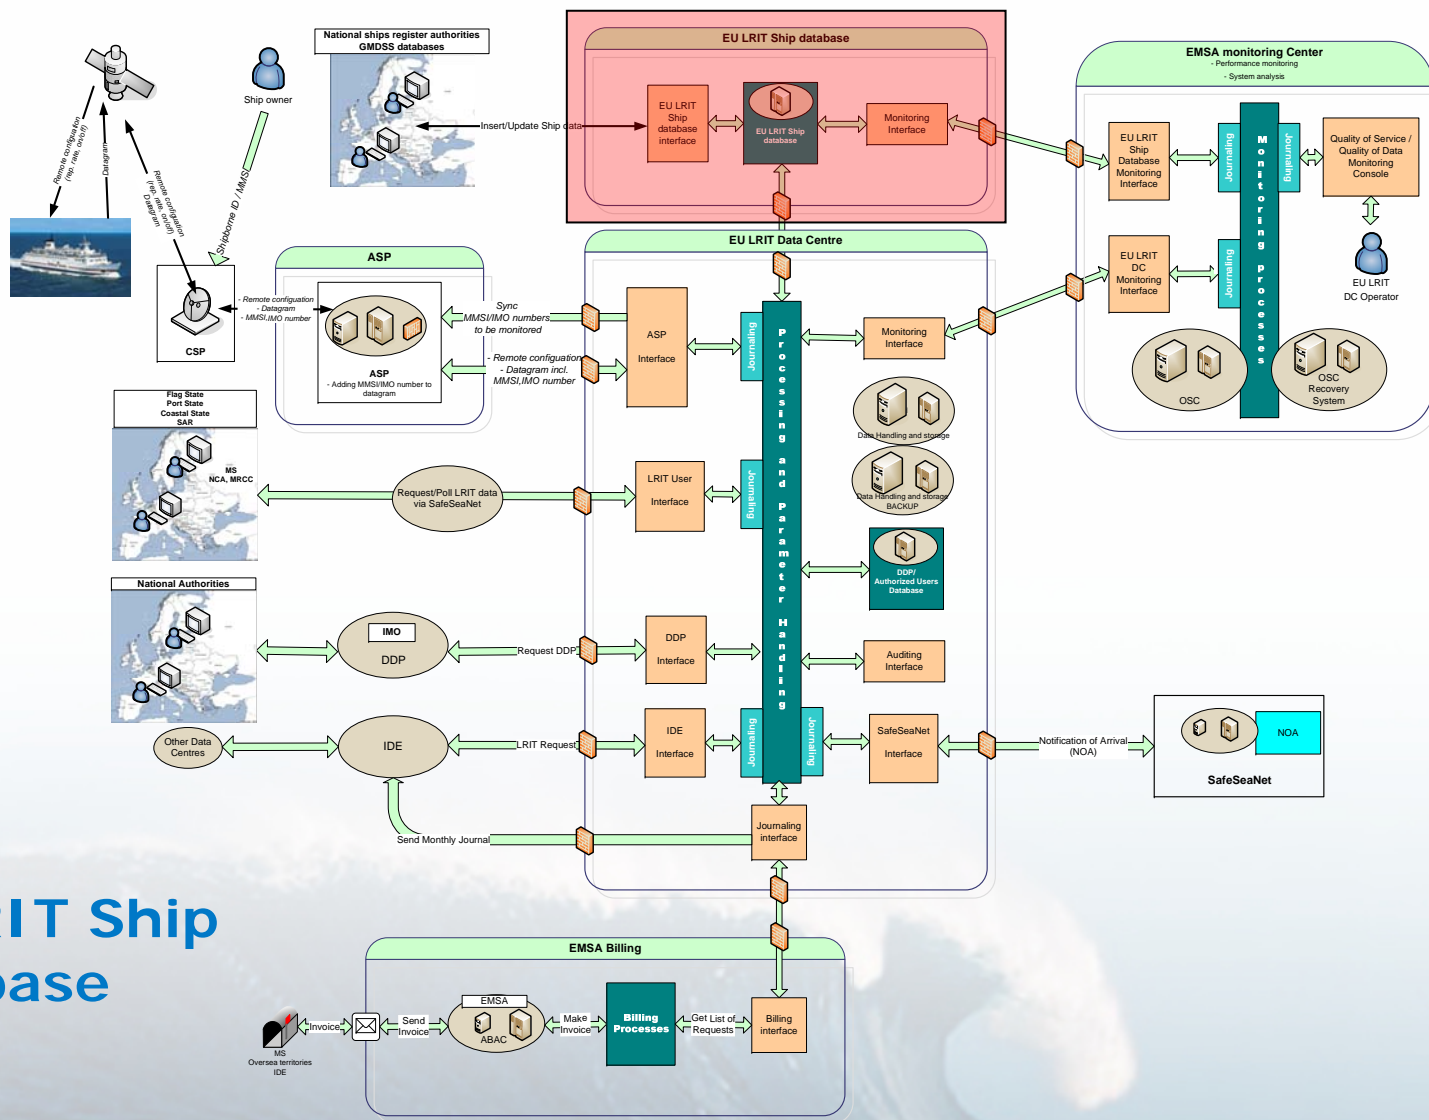 National ships register authorities
GMDSS databases
Ship owner
Remote configuation
(rep. rate, on/off)
Datagram
Remote configuation
(rep. rate, on/off)
Datagram
Shipborne ID / MMSI
Insert/Update Ship data
EU LRIT Ship database
EU LRIT
Ship
database
interface
EU LRIT Ship
database
Monitoring
Interface
EMSA monitoring Center
- Performance monitoring
- System analysis
EU LRIT
Ship
Database
Monitoring
Interface
Journaling
Journaling
Monitoring processes
Quality of Service /
Quality of Data
Monitoring
Console
EU LRIT
DC Operator
EU LRIT
DC
Monitoring
Interface
Journaling
OSC
OSC
Recovery
System
CSP
- Remote configuation
- Datagram
- MMSI,IMO number
ASP
ASP
- Adding MMSI/IMO number to
datagram
Sync
MMSI/IMO numbers
to be monitored
- Remote configuation
- Datagram incl.
MMSI,IMO number
EU LRIT Data Centre
ASP
Interface
Journaling
Processing and Parameter Handling
Monitoring
Interface
Data Handling and storage
Data Handling and storage
BACKUP
Flag State
Port State
Coastal State
SAR
MS
NCA, MRCC
Request/Poll LRIT data
via SafeSeaNet
LRIT User
Interface
Journaling
DDP/
Authorized Users
Database
National Authorities
IMO
DDP
Request DDP
DDP
Interface
Auditing
Interface
Other Data
Centres
IDE
LRIT Request
IDE
Interface
Journaling
Journaling
SafeSeaNet
Interface
Notification of Arrival
(NOA)
NOA
SafeSeaNet
Send Monthly Journal
Journaling
interface
RIT Ship
base
EMSA Billing
MS
Oversea territories
IDE
Invoice
Send
Invoice
EMSA
ABAC
Make
Invoice
Billing
Processes
Get List of
Requests
Billing
interface